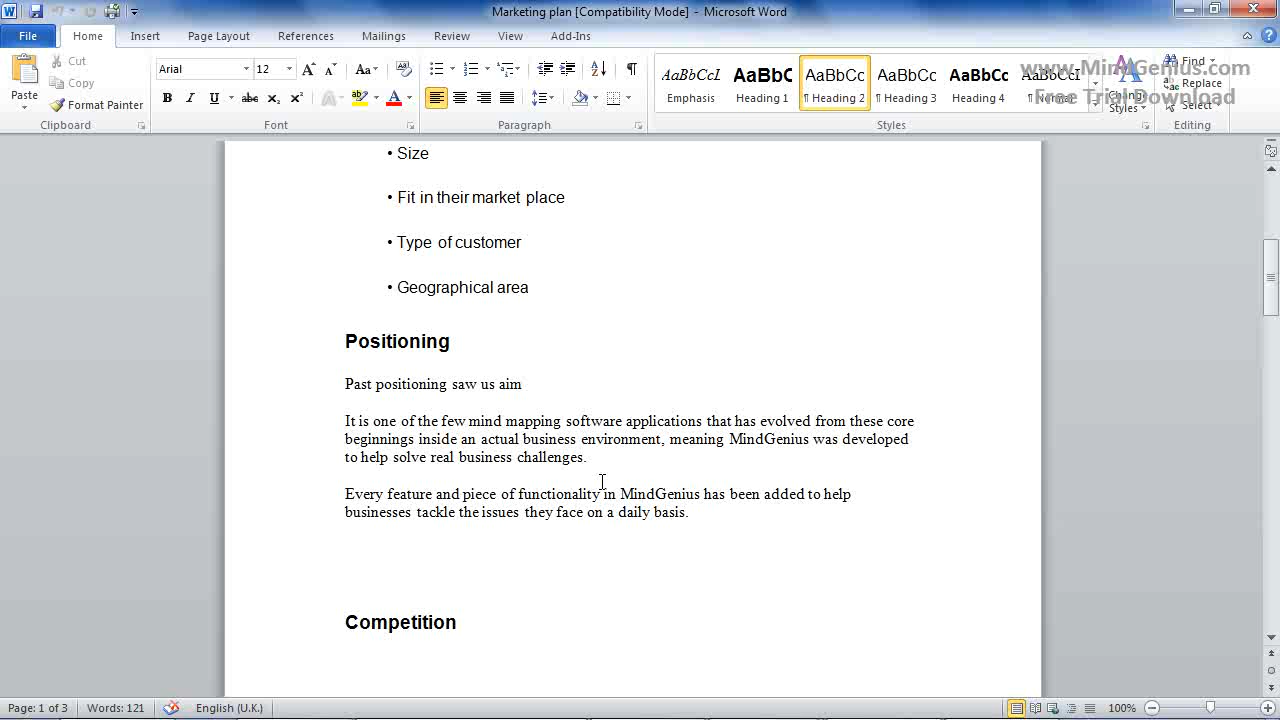 Marketing plan [Compatibility Mode] - Microsoft Word
File Home Insert Page Layout References Mailings Review View Add-Ins
Paste
Cut
Copy
Format Painter
Clipboard
Arial 12
Font
Paragraph
AaBbCcI AaBbC AaBbCc AaBbCc AaBbCc AaBbCcI
Emphasis Heading 1 ¶ Heading 2 ¶ Heading 3 Heading 4 ¶ Normal
Change Styles
Styles
Find
Replace
Select
Editing
www.MindGenius.com
Free Trial Download
• Size
• Fit in their market place
• Type of customer
• Geographical area
Positioning
Past positioning saw us aim
It is one of the few mind mapping software applications that has evolved from these core
beginnings inside an actual business environment, meaning MindGenius was developed
to help solve real business challenges.
Every feature and piece of functionality in MindGenius has been added to help
businesses tackle the issues they face on a daily basis.
Competition
Page: 1 of 3 Words: 121 English (U.K.) 100%